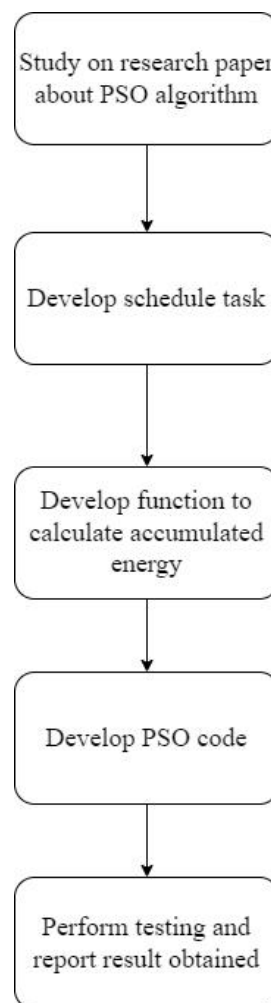 Study on research paper
about PSO algorithm
Develop schedule task
Develop function to
calculate accumulated
energy
Develop PSO code
Perform testing and
report result obtained